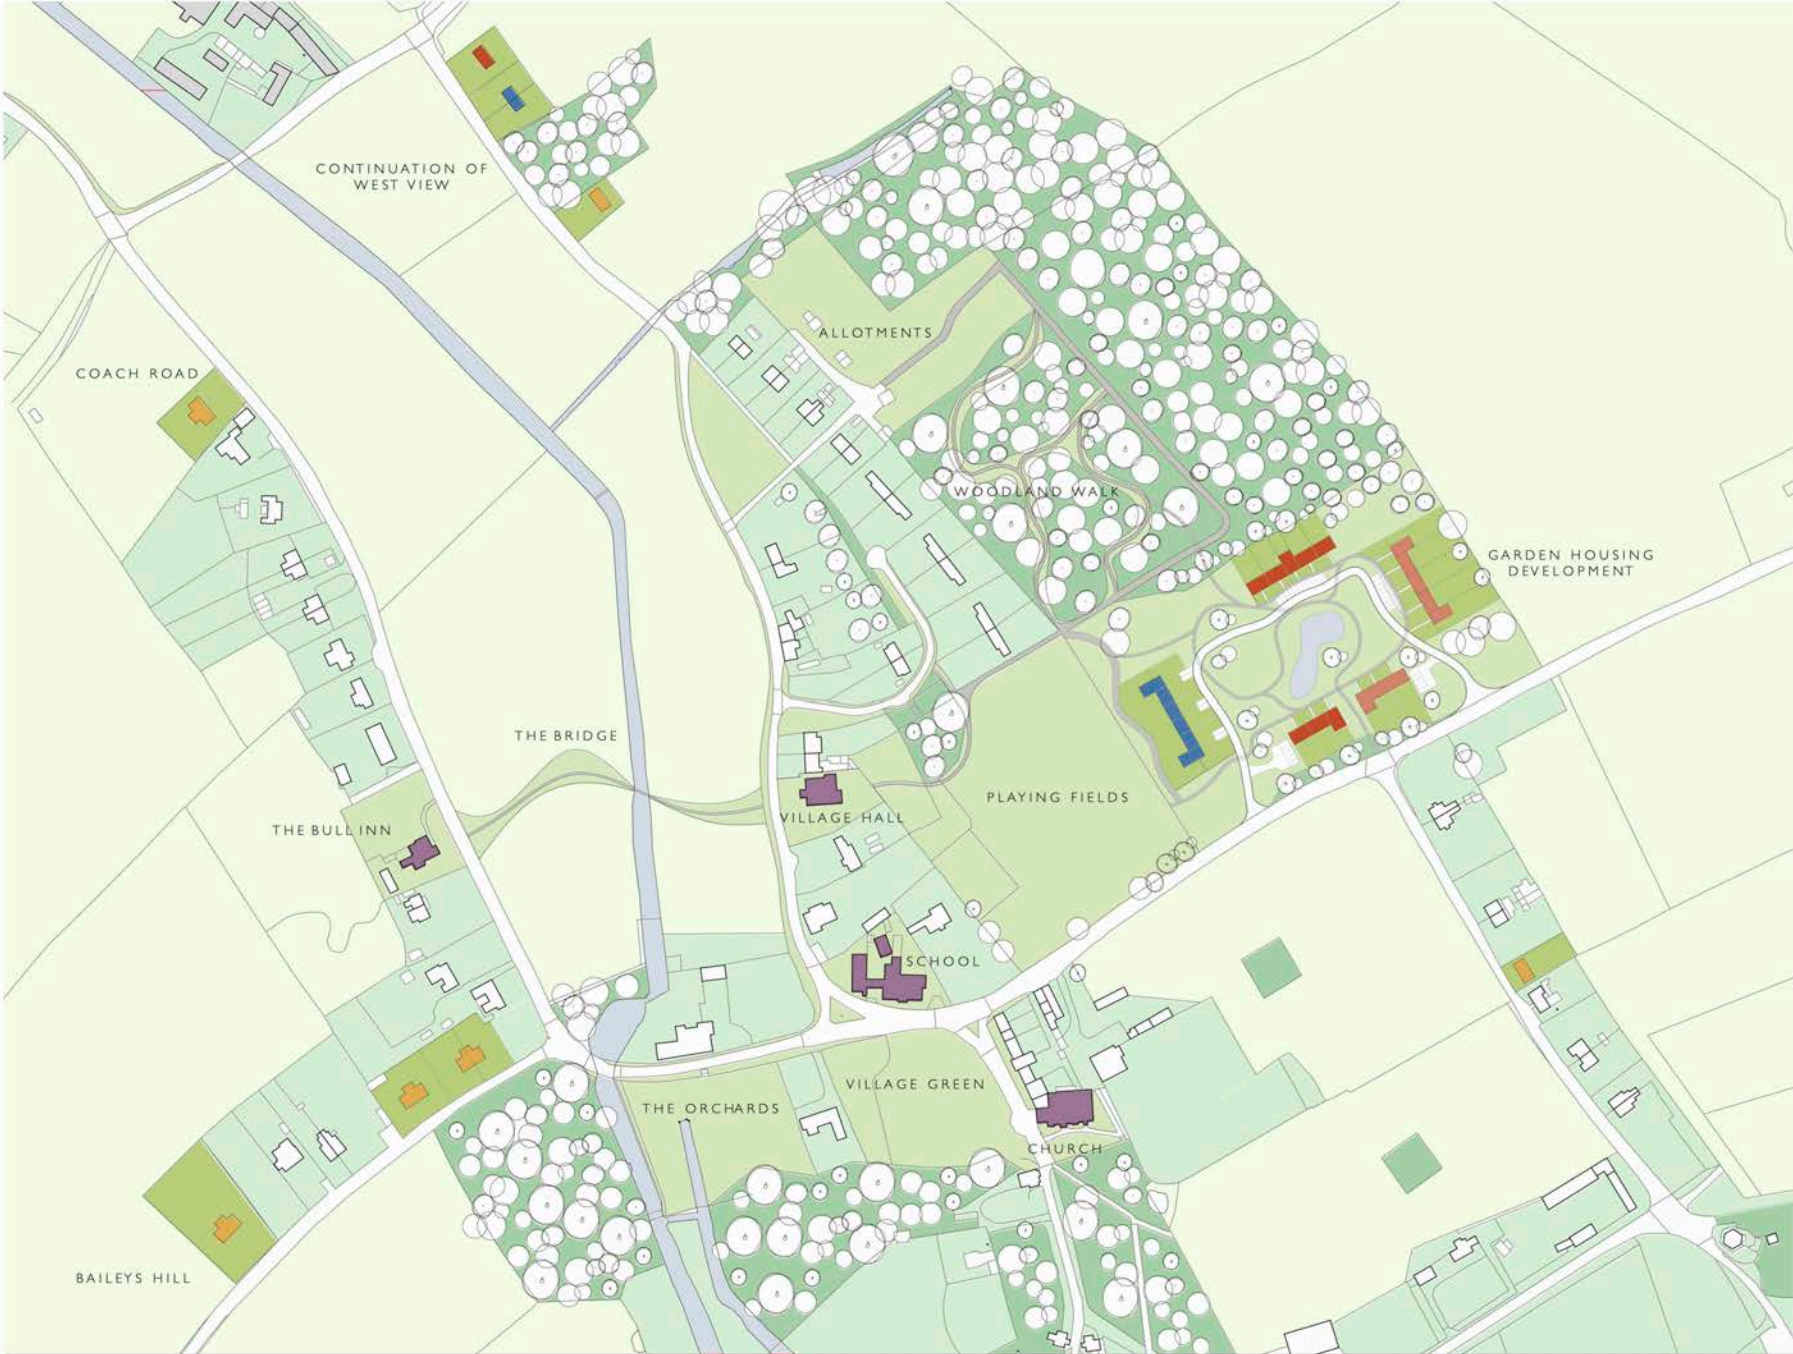 CONTINUATION OF
WEST VIEW
ALLOTMENTS
COACH ROAD
WOODLAND WALK
GARDEN HOUSING
DEVELOPMENT
THE BRIDGE
PLAYING FIELDS
VILLAGE HALL
THE BULL INN
SCHOOL
VILLAGE GREEN
THE ORCHARDS
CHURCH
BAILEYS HILL